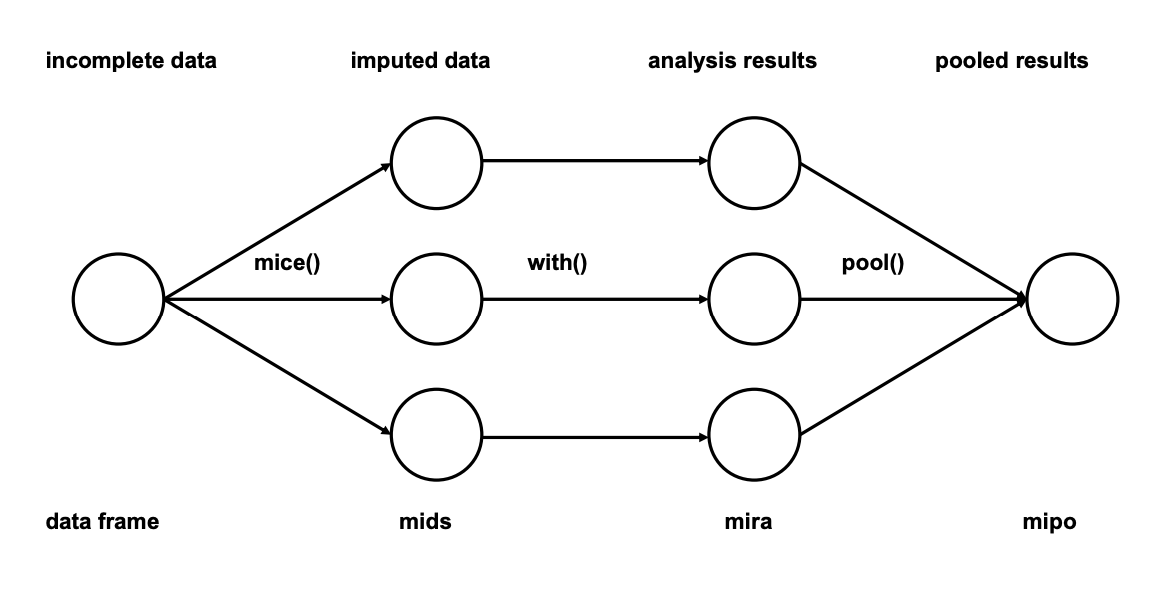 incomplete data
imputed data
analysis results
pooled results
mice()
with()
pool()
data frame
mids
mira
mipo